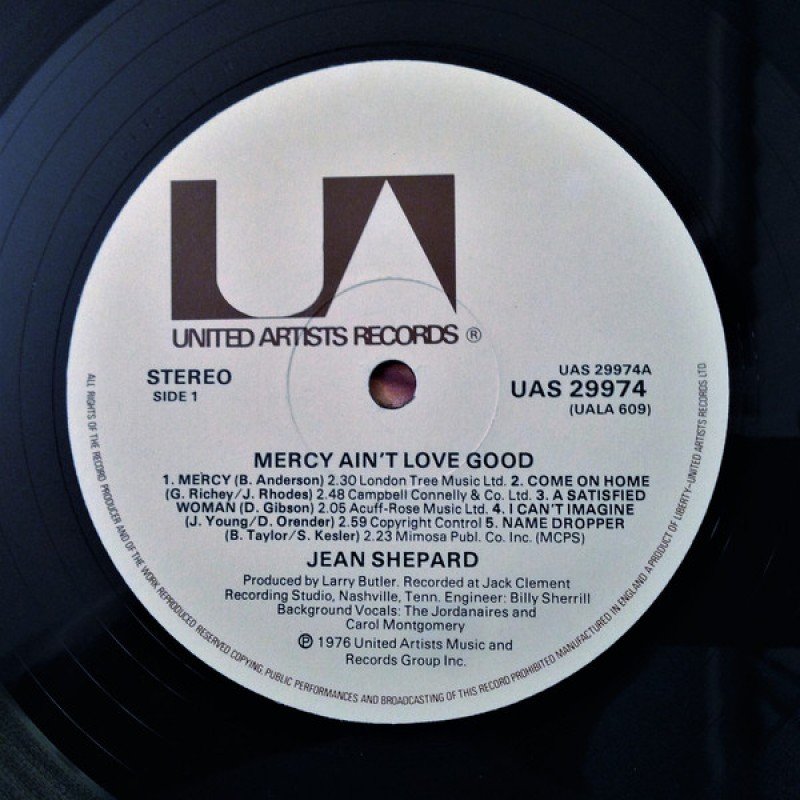 UA
UNITED ARTISTS RECORDS ®
STEREO
SIDE 1
UAS 29974A
UAS 29974
(UALA 609)
MERCY AIN'T LOVE GOOD
1. MERCY (B. Anderson) 2.30 London Tree Music Ltd. 2. COME ON HOME
(G. Richey/J. Rhodes) 2.48 Campbell Connelly & Co. Ltd. 3. A SATISFIED
WOMAN (D. Gibson) 2.05 Acuff-Rose Music Ltd. 4. I CAN'T IMAGINE
(J. Young/D. Orender) 2.59 Copyright Control 5. NAME DROPPER
(B. Taylor/S. Kesler) 2.23 Mimosa Publ. Co. Inc. (MCPS)
JEAN SHEPARD
Produced by Larry Butler. Recorded at Jack Clement
Recording Studio, Nashville, Tenn. Engineer: Billy Sherrill
Background Vocals: The Jordanaires and
Carol Montgomery
℗ 1976 United Artists Music and
Records Group Inc.
ALL RIGHTS OF THE RECORD PRODUCER AND OF THE WORK REPRODUCED RESERVED COPYING, PUBLIC PERFORMANCES AND BROADCASTING OF THIS RECORD PROHIBITED MANUFACTURED IN ENGLAND A PRODUCT OF LIBERTY-UNITED ARTISTS RECORDS LTD